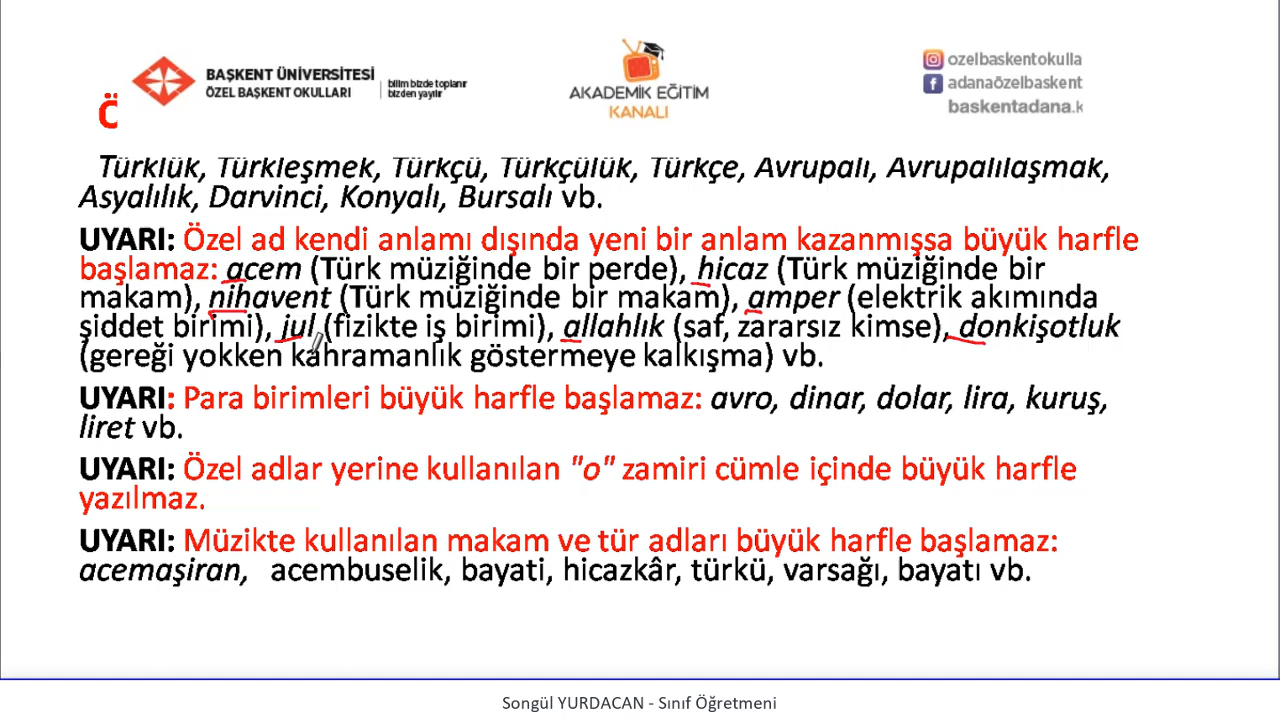 BAŞKENT ÜNİVERSİTESİ
ÖZEL BAŞKENT OKULLARI
bilim bizde toplanır
bizden yayılır
AKADEMİK EĞİTİM
KANALI
ozelbaskentokulla
adanaözelbaskent
baskentadana.k
Ö
Türklük, Türkleşmek, Türkçü, Türkçülük, Türkçe, Avrupalı, Avrupalılaşmak,
Asyalılık, Darvinci, Konyalı, Bursalı vb.
UYARI: Özel ad kendi anlamı dışında yeni bir anlam kazanmışsa büyük harfle
başlamaz: acem (Türk müziğinde bir perde), hicaz (Türk müziğinde bir
makam), nihavent (Türk müziğinde bir makam), amper (elektrik akımında
şiddet birimi), jul (fizikte iş birimi), allahlık (saf, zararsız kimse), donkişotluk
(gereği yokken kahramanlık göstermeye kalkışma) vb.
UYARI: Para birimleri büyük harfle başlamaz: avro, dinar, dolar, lira, kuruş,
liret vb.
UYARI: Özel adlar yerine kullanılan "o" zamiri cümle içinde büyük harfle
yazılmaz.
UYARI: Müzikte kullanılan makam ve tür adları büyük harfle başlamaz:
acemaşiran, acembuselik, bayati, hicazkâr, türkü, varsağı, bayatı vb.
Songül YURDACAN - Sınıf Öğretmeni